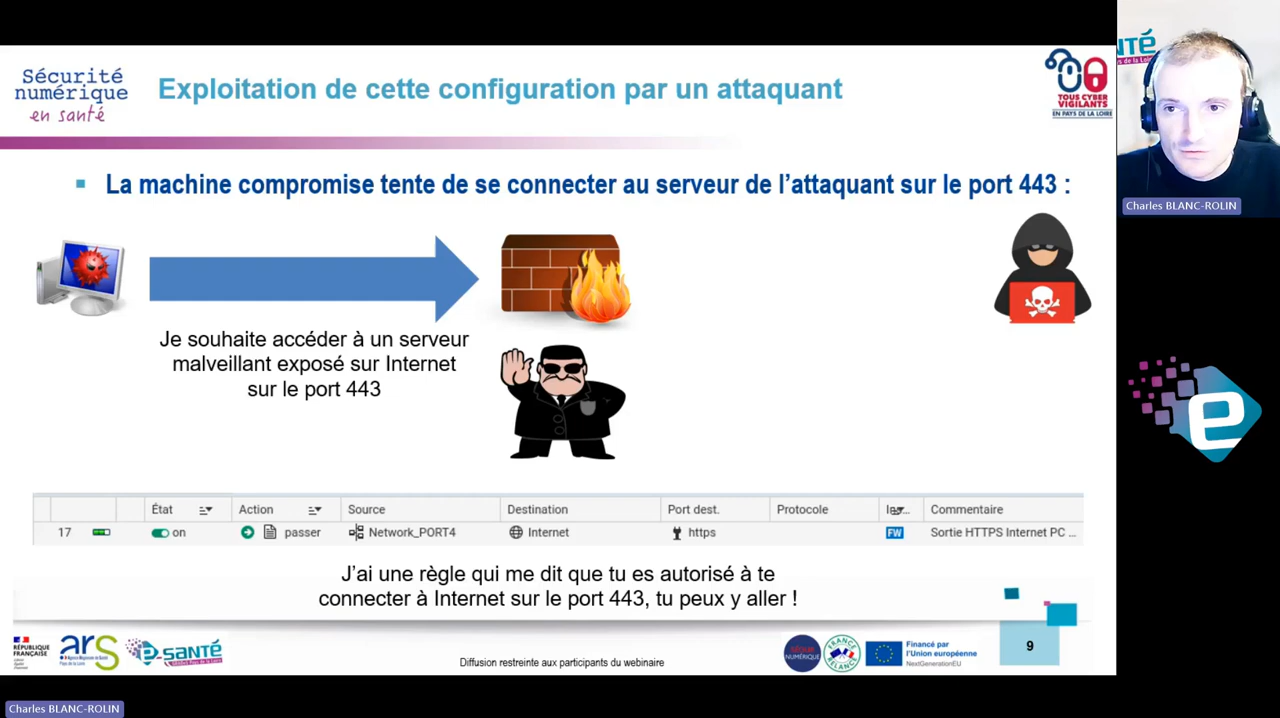 Sécurité
numérique
en santé
Exploitation de cette configuration par un attaquant
TOUS CYBER
VIGILANTS
EN PAYS DE LA LOIRE
La machine compromise tente de se connecter au serveur de l'attaquant sur le port 443 :
Je souhaite accéder à un serveur
malveillant exposé sur Internet
sur le port 443
État Action Source Destination Port dest. Protocole Commentaire
17 on passer Network_PORT4 Internet https FW Sortie HTTPS Internet PC ...
J'ai une règle qui me dit que tu es autorisé à te
connecter à Internet sur le port 443, tu peux y aller !
RÉPUBLIQUE
FRANÇAISE
ars
e santé
Diffusion restreinte aux participants du webinaire
SÉGUR
NUMÉRIQUE
FRANCE
RELANCE
Financé par
l'Union européenne
NextGenerationEU
9
NTÉ
Charles BLANC-ROLIN
e
Charles BLANC-ROLIN